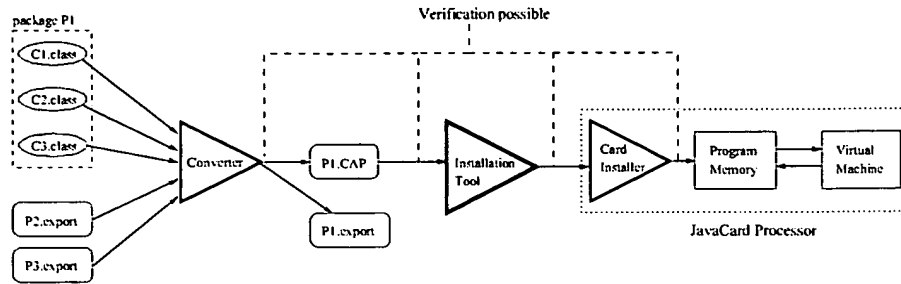 Verification possible
package P1
C1.class
C2.class
C3.class
Converter
P1.CAP
Installation
Tool
Card
Installer
Program
Memory
Virtual
Machine
P2.export
P1.export
P3.export
JavaCard Processor